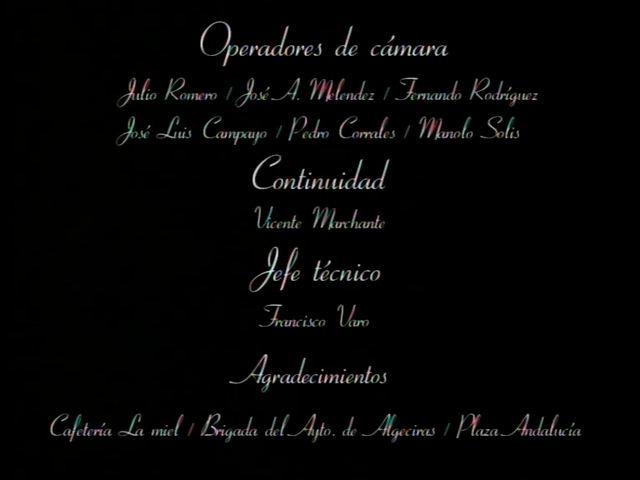 Operadores de cámara
Julio Romero / José A. Melendez / Fernando Rodríguez
José Luis Campayo / Pedro Corrales / Manolo Solis
Continuidad
Vicente Marchante
Jefe técnico
Francisco Varo
Agradecimientos
Cafetería La miel / Brigada del Ayto. de Algeciras / Plaza Andalucía